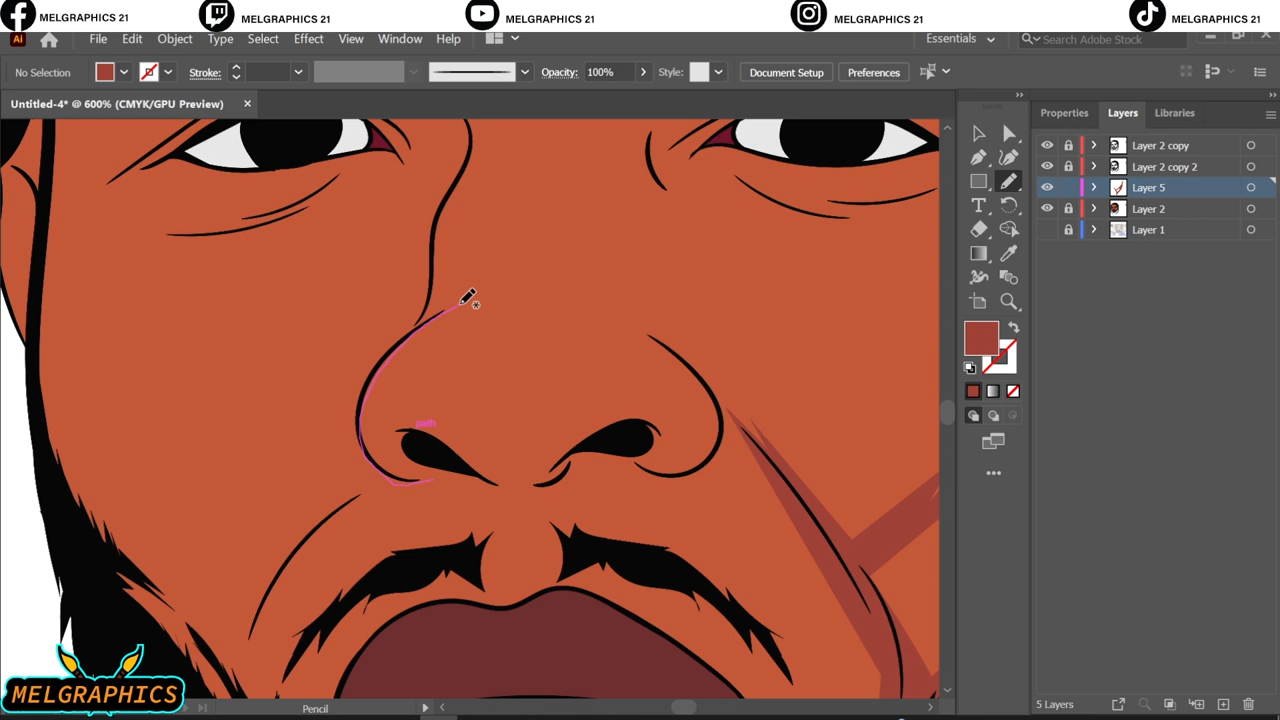 MELGRAPHICS 21
MELGRAPHICS 21
MELGRAPHICS 21
MELGRAPHICS 21
MELGRAPHICS 21
Ai File Edit Object Type Select Effect View Window Help Essentials Search Adobe Stock
No Selection Stroke: Opacity: 100% Style: Document Setup Preferences
Untitled-4* @ 600% (CMYK/GPU Preview)
Properties Layers Libraries
Layer 2 copy
Layer 2 copy 2
Layer 5
Layer 2
Layer 1
path
MELGRAPHICS
Pencil
5 Layers